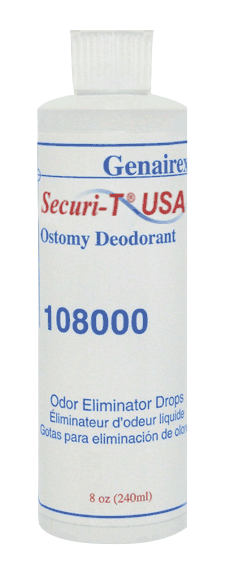 Genairex
Securi-T® USA
Ostomy Deodorant
108000
Odor Eliminator Drops
Éliminateur d'odeur liquide
Gotas para eliminación de olores
8 oz (240ml)